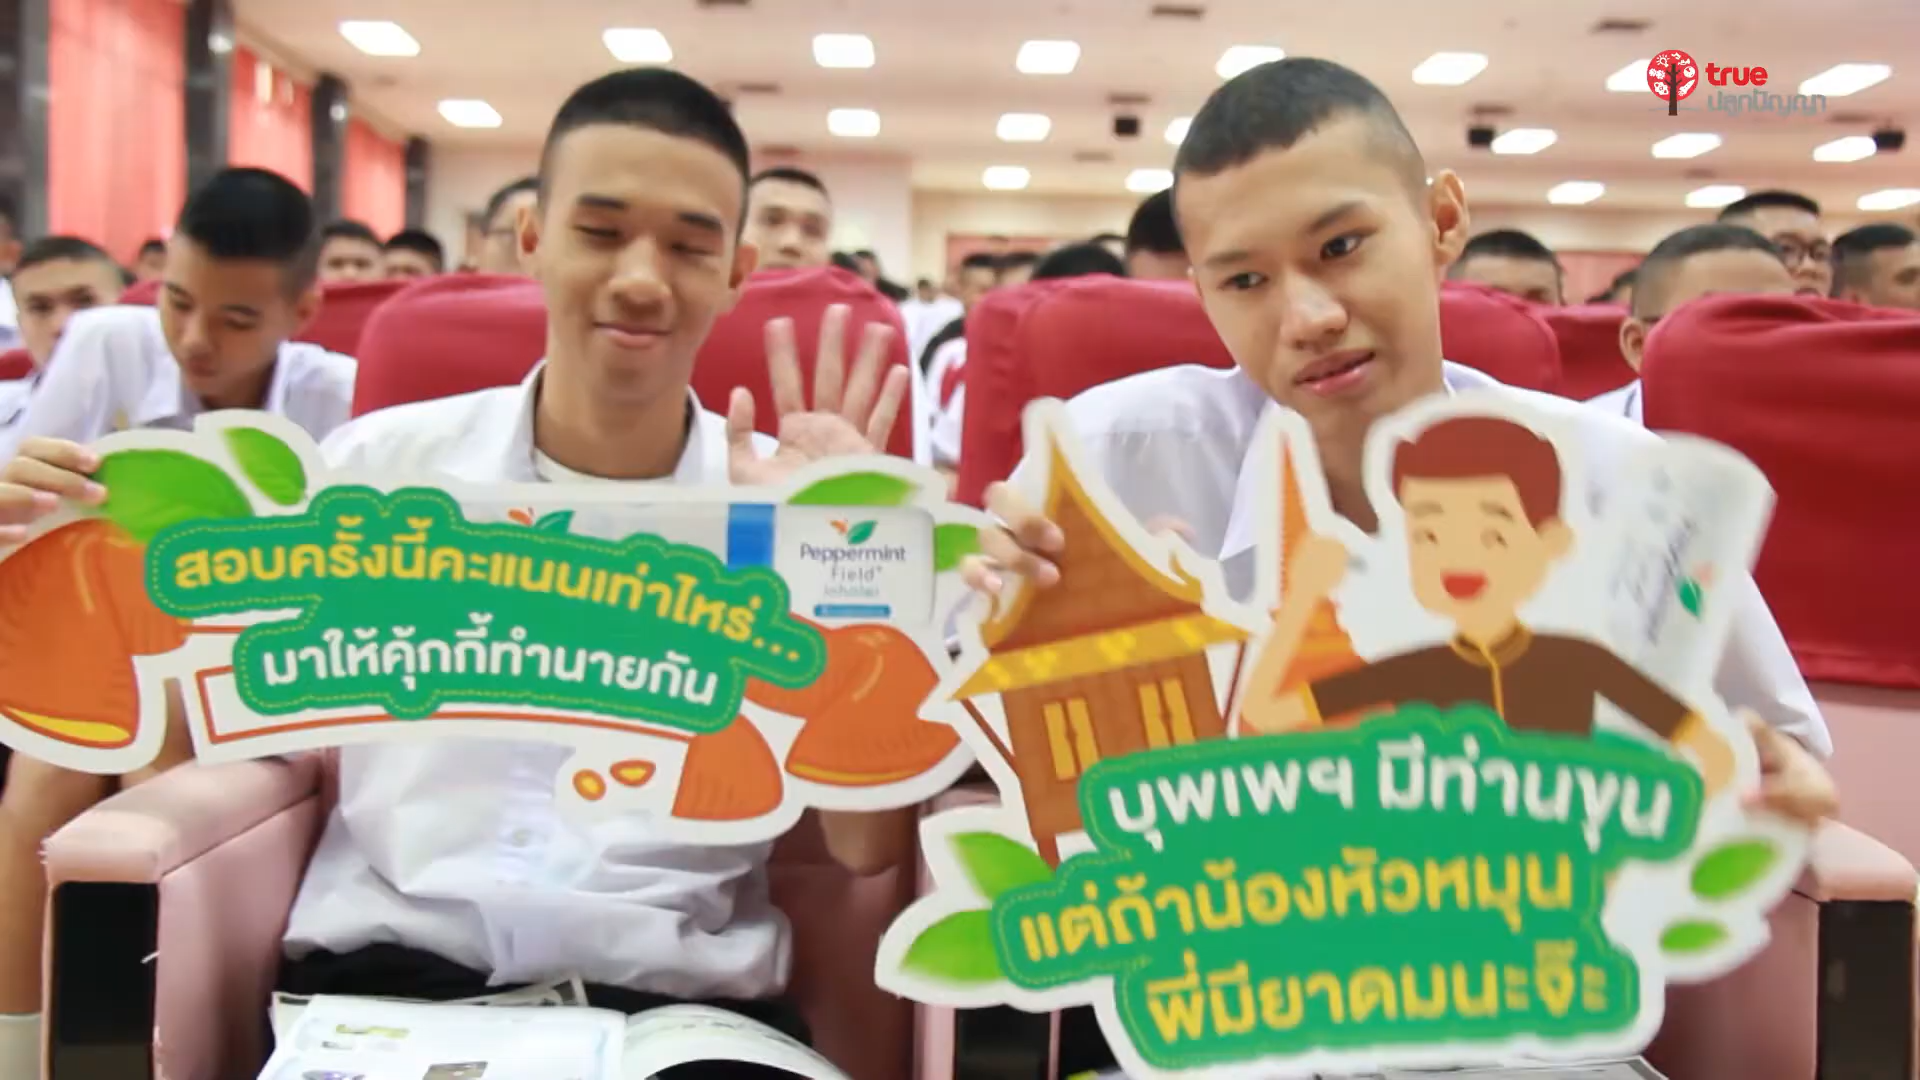 true
ปลูกปัญญา
สอบครั้งนี้คะแนนเท่าไหร่...
มาให้คุ้กกี้ทำนายกัน
Peppermint
Field
Inhaler
บุพเพฯ มีท่านขุน
แต่ถ้าน้องหัวหมุน
พี่มียาดมนะจ๊ะ